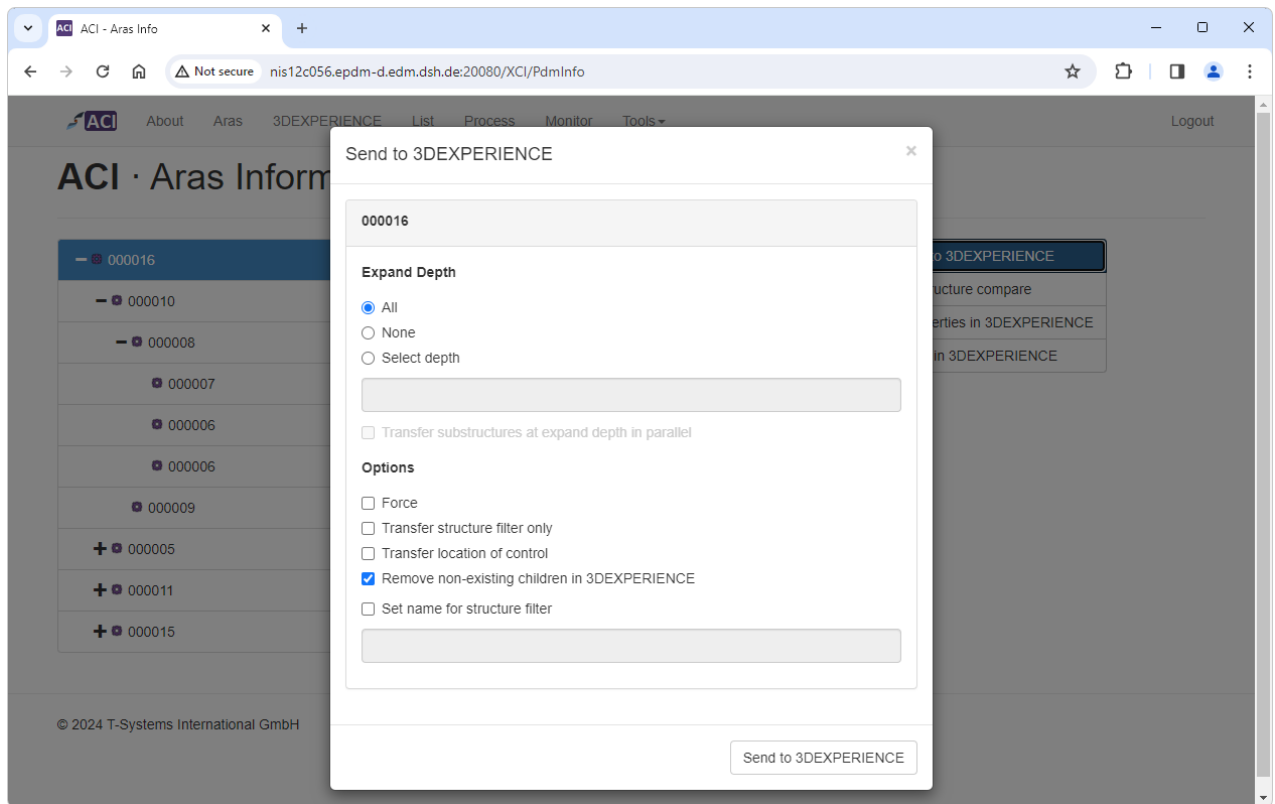 ACI ACI - Aras Info
Not secure nis12c056.epdm-d.edm.dsh.de:20080/XCI/PdmInfo
ACI About Aras 3DEXPERIENCE List Process Monitor Tools Logout
ACI · Aras Inform
Send to 3DEXPERIENCE ×
000016
Expand Depth
All
None
Select depth
Transfer substructures at expand depth in parallel
Options
Force
Transfer structure filter only
Transfer location of control
Remove non-existing children in 3DEXPERIENCE
Set name for structure filter
Send to 3DEXPERIENCE
000016
000010
000008
000007
000006
000006
000009
000005
000011
000015
o 3DEXPERIENCE
ucture compare
erties in 3DEXPERIENCE
in 3DEXPERIENCE
© 2024 T-Systems International GmbH